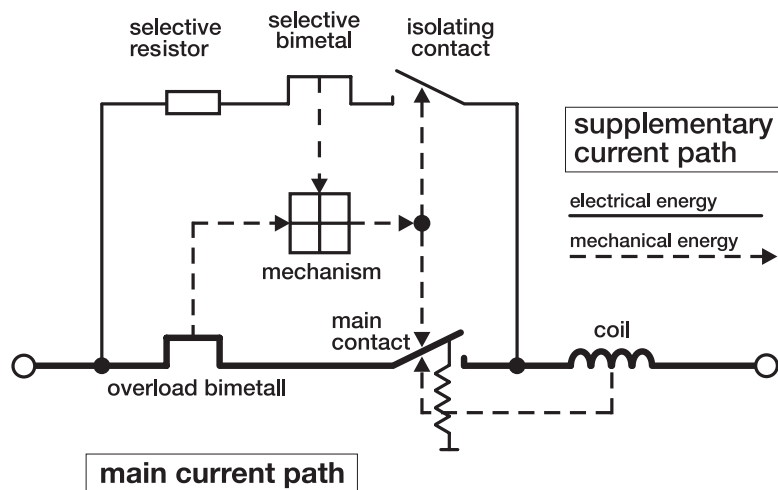 selective
resistor
selective
bimetal
isolating
contact
supplementary
current path
electrical energy
mechanical energy
mechanism
main
contact
coil
overload bimetall
main current path